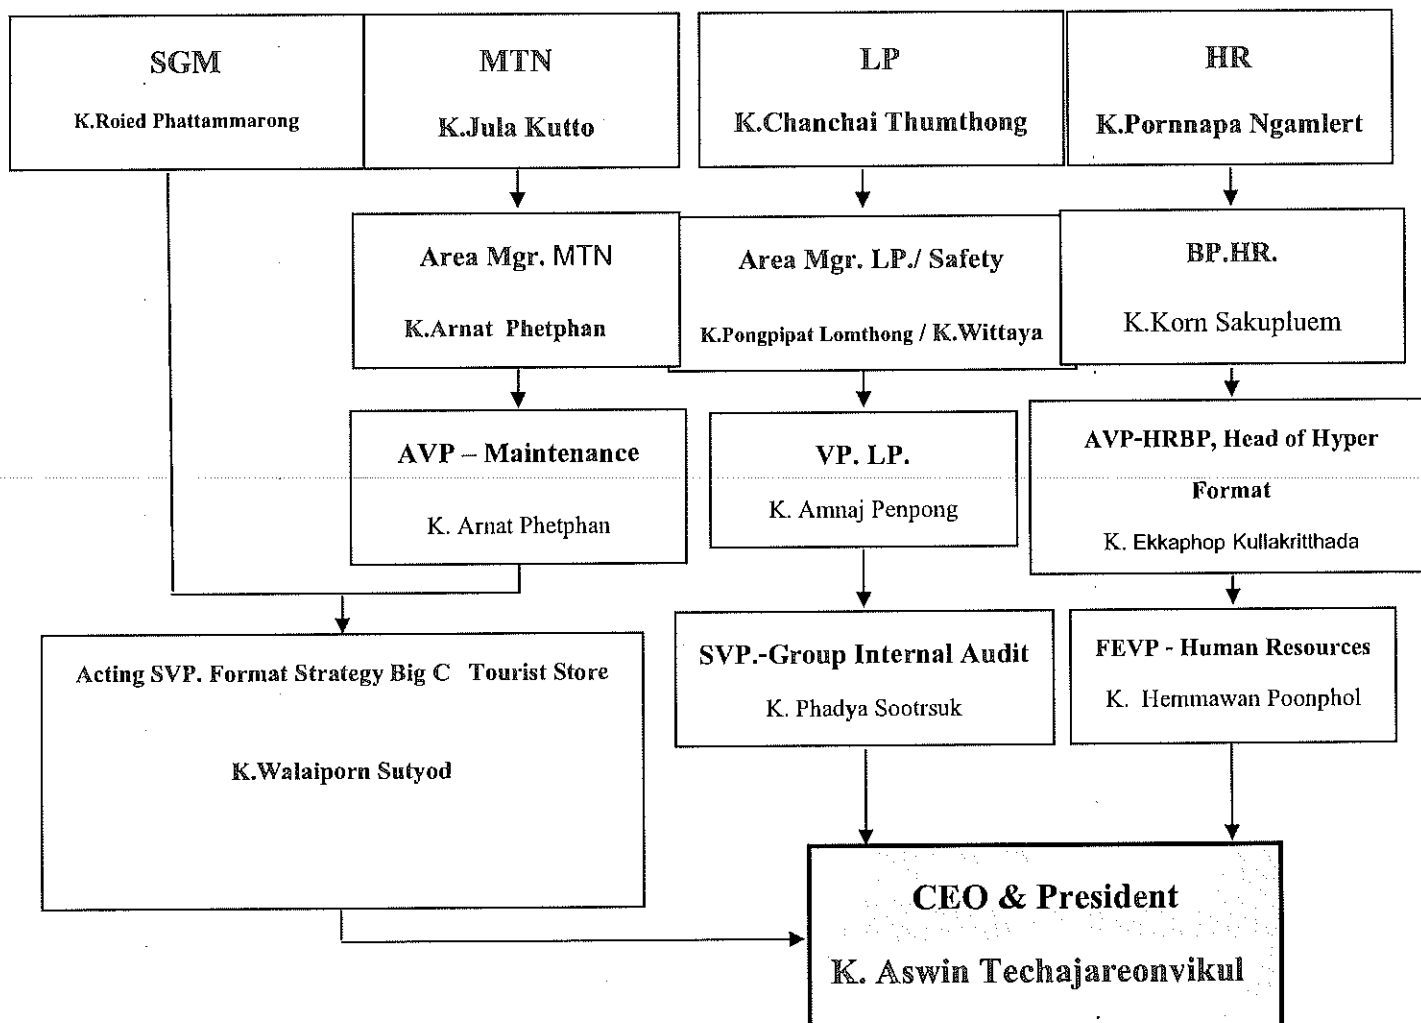 SGM
K.Roied Phattammarong
MTN
K.Jula Kutto
LP
K.Chanchai Thumthong
HR
K.Pornnapa Ngamlert
Area Mgr. MTN
K.Arnat Phetphan
Area Mgr. LP./ Safety
K.Pongpipat Lomthong / K.Wittaya
BP.HR.
K.Korn Sakupluem
AVP – Maintenance
K. Arnat Phetphan
VP. LP.
K. Amnaj Penpong
AVP-HRBP, Head of Hyper
Format
K. Ekkaphop Kullakritthada
Acting SVP. Format Strategy Big C Tourist Store
K.Walaiporn Sutyod
SVP.-Group Internal Audit
K. Phadya Sootrsuk
FEVP - Human Resources
K. Hemmawan Poonphol
CEO & President
K. Aswin Techajareonvikul